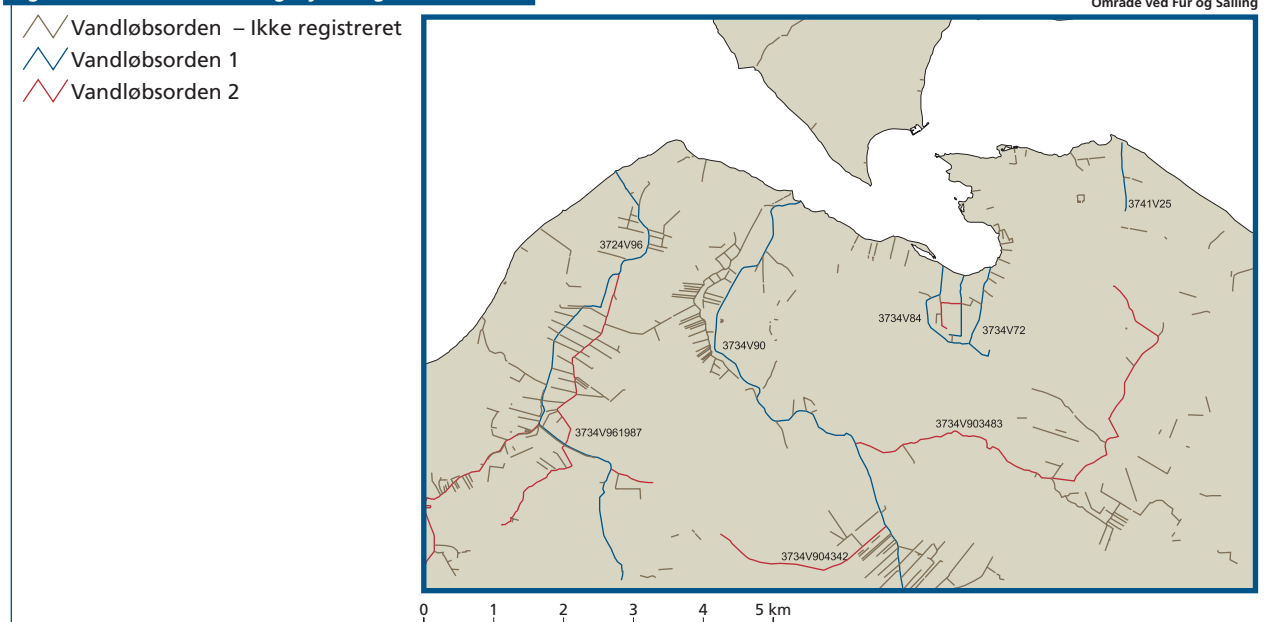 Område ved Fur og Salling
Vandløbsorden – Ikke registreret
Vandløbsorden 1
Vandløbsorden 2
3741V25
3724V96
3734V84
3734V72
3734V90
3734V903483
3734V961987
3734V904342
0 1 2 3 4 5 km